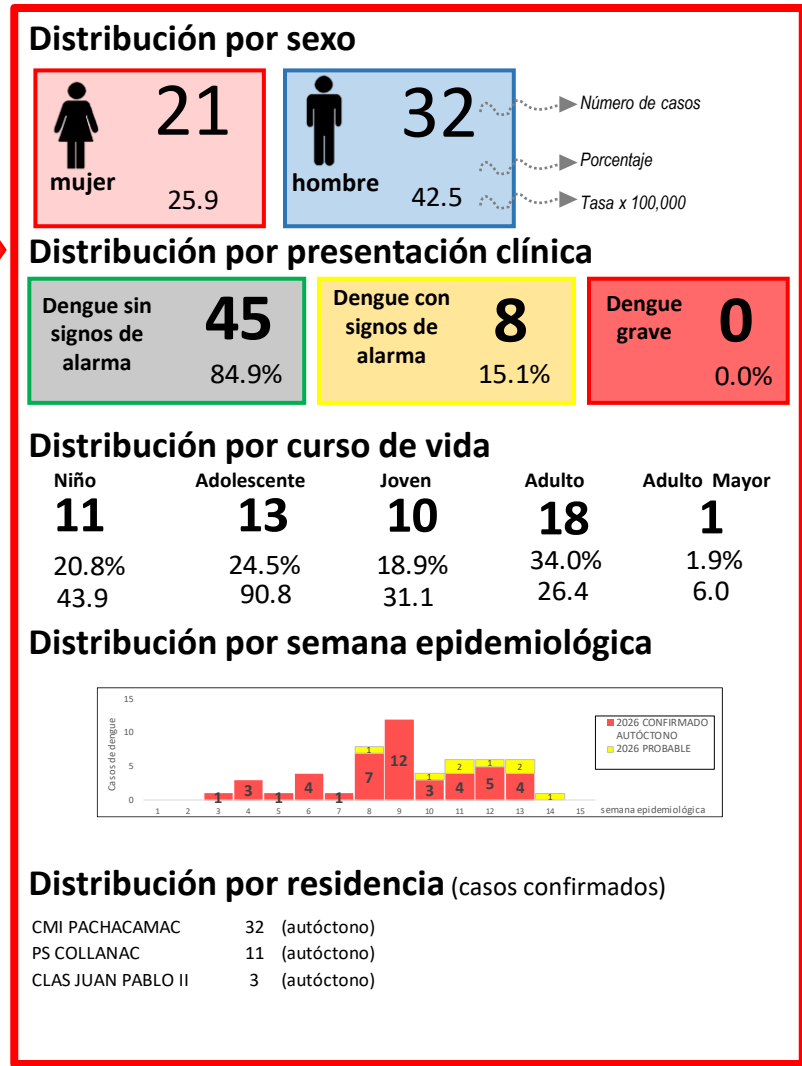 Distribución por sexo
mujer
21
25.9
hombre
32
42.5
Número de casos
Porcentaje
Tasa x 100,000
Distribución por presentación clínica
Dengue sin
signos de
alarma
45
84.9%
Dengue con
signos de
alarma
8
15.1%
Dengue
grave
0
0.0%
Distribución por curso de vida
Niño Adolescente Joven Adulto Adulto Mayor
11 13 10 18 1
20.8% 24.5% 18.9% 34.0% 1.9%
43.9 90.8 31.1 26.4 6.0
Distribución por semana epidemiológica
Casos de dengue
15
10
5
0
1 1 2 1 2 1
1 3 1 4 1 7 12 3 4 5 4
1 2 3 4 5 6 7 8 9 10 11 12 13 14 15 semana epidemiológica
2026 CONFIRMADO
AUTÓCTONO
2026 PROBABLE
Distribución por residencia (casos confirmados)
CMI PACHACAMAC 32 (autóctono)
PS COLLANAC 11 (autóctono)
CLAS JUAN PABLO II 3 (autóctono)